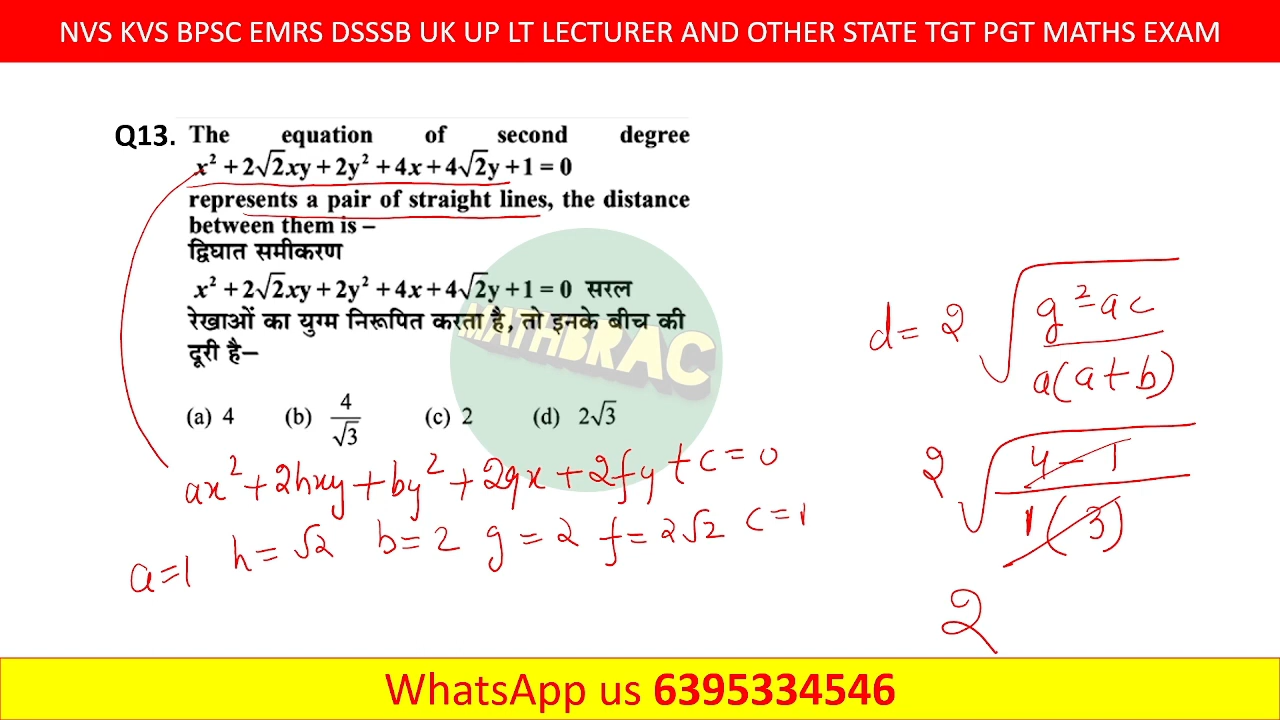 NVS KVS BPSC EMRS DSSSB UK UP LT LECTURER AND OTHER STATE TGT PGT MATHS EXAM
Q13. The equation of second degree
x² + 2√2xy + 2y² + 4x + 4√2y + 1 = 0
represents a pair of straight lines, the distance
between them is –
द्विघात समीकरण
x² + 2√2xy + 2y² + 4x + 4√2y + 1 = 0 सरल
रेखाओं का युग्म निरूपित करता है, तो इनके बीच की
दूरी है–
MATHBRAC
(a) 4 (b) 4/√3 (c) 2 (d) 2√3
ax² + 2hxy + by² + 2gx + 2fy + c = 0
a=1 h = √2 b = 2 g = 2 f = 2√2 c = 1
d = 2 √(g² - ac / a(a+b))
2 √(4 - 1 / 1(3))
2
WhatsApp us 6395334546